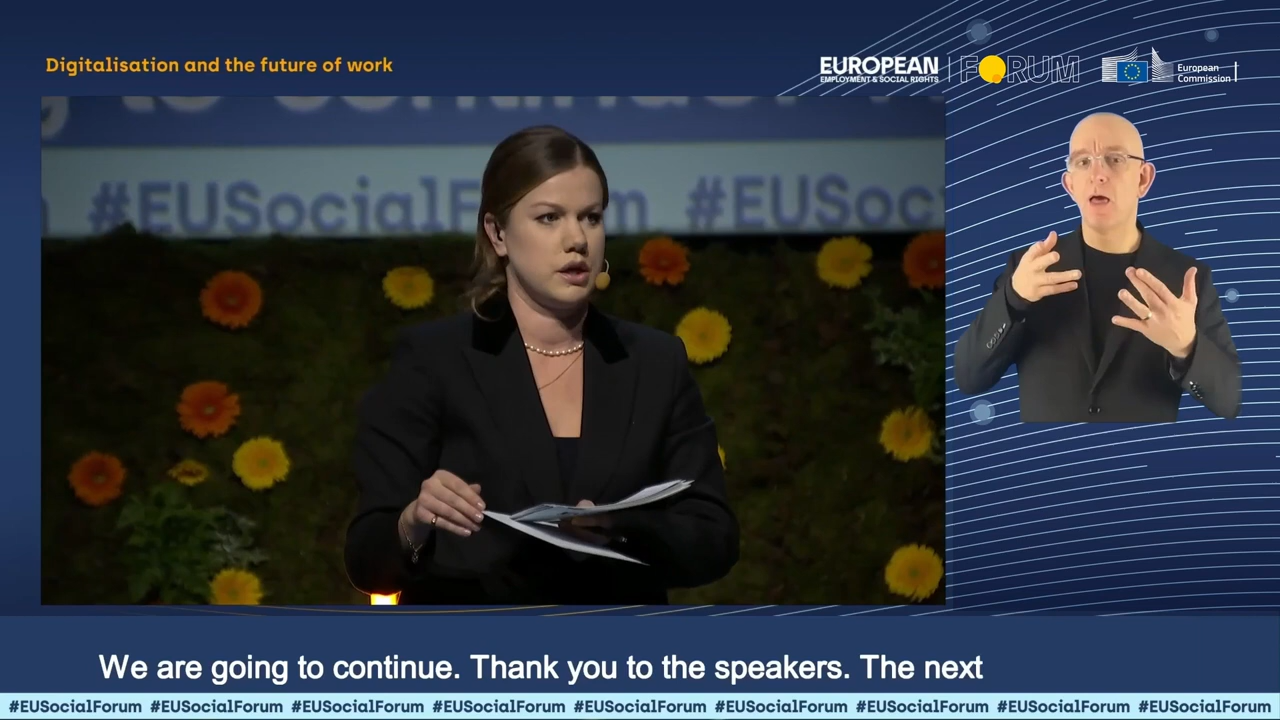 Digitalisation and the future of work
EUROPEAN
EMPLOYMENT & SOCIAL RIGHTS
FORUM
European
Commission
#EUSocialForum #EUSoc
We are going to continue. Thank you to the speakers. The next
#EUSocialForum #EUSocialForum #EUSocialForum #EUSocialForum #EUSocialForum #EUSocialForum #EUSocialForum #EUSocialForum #EUSocialForum